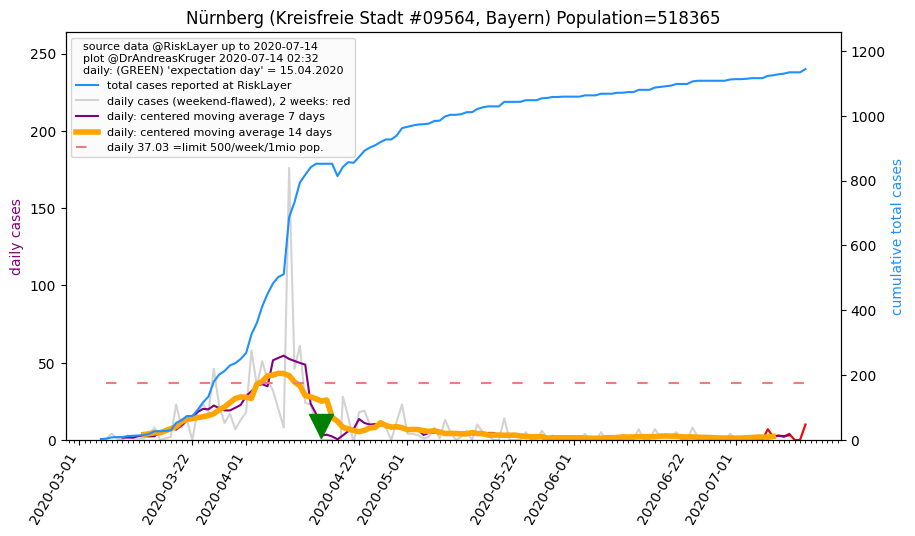 Nürnberg (Kreisfreie Stadt #09564, Bayern) Population=518365
source data @RiskLayer up to 2020-07-14
plot @DrAndreasKruger 2020-07-14 02:32
daily: (GREEN) 'expectation day' = 15.04.2020
total cases reported at RiskLayer
daily cases (weekend-flawed), 2 weeks: red
daily: centered moving average 7 days
daily: centered moving average 14 days
daily 37.03 =limit 500/week/1mio pop.
daily cases
250
200
150
100
50
0
cumulative total cases
1200
1000
800
600
400
200
0
2020-03-01
2020-03-22
2020-04-01
2020-04-22
2020-05-01
2020-05-22
2020-06-01
2020-06-22
2020-07-01